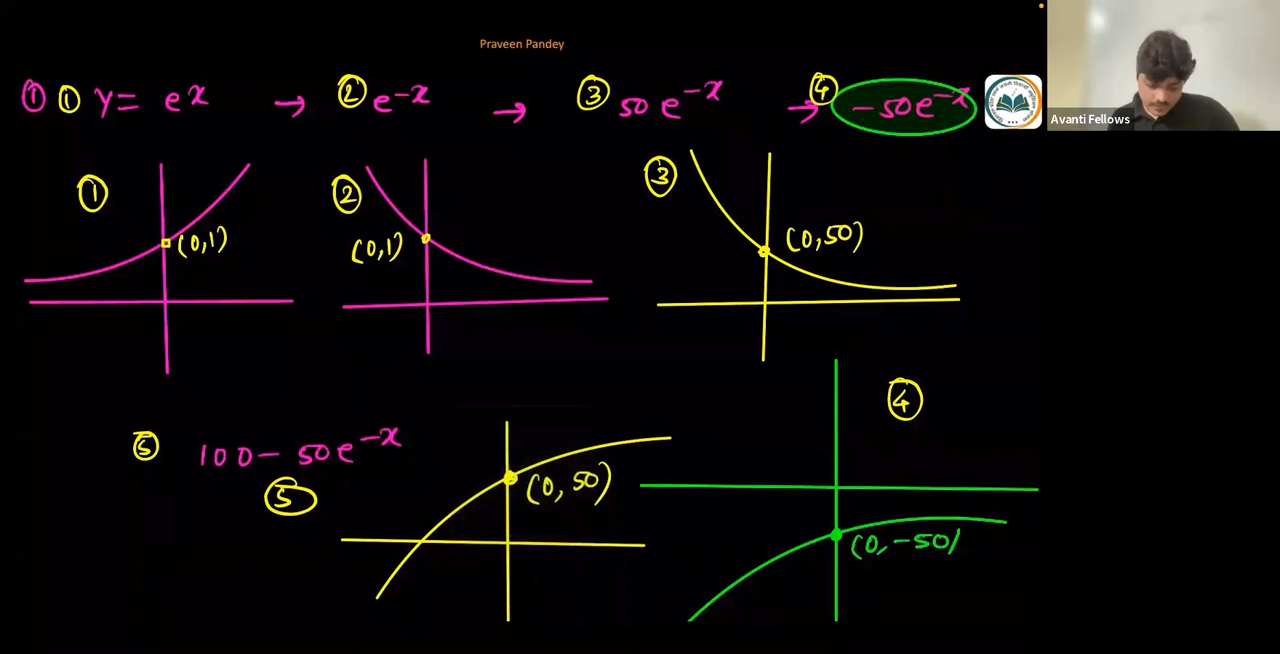 Praveen Pandey
① ① y = e^x → ② e^-x → ③ 50e^-x → ④ -50e^-x
Avanti Fellows
① ② ③
(0,1) (0,1) (0,50)
④
⑤ 100 - 50e^-x
⑤ (0, 50)
(0, -50)